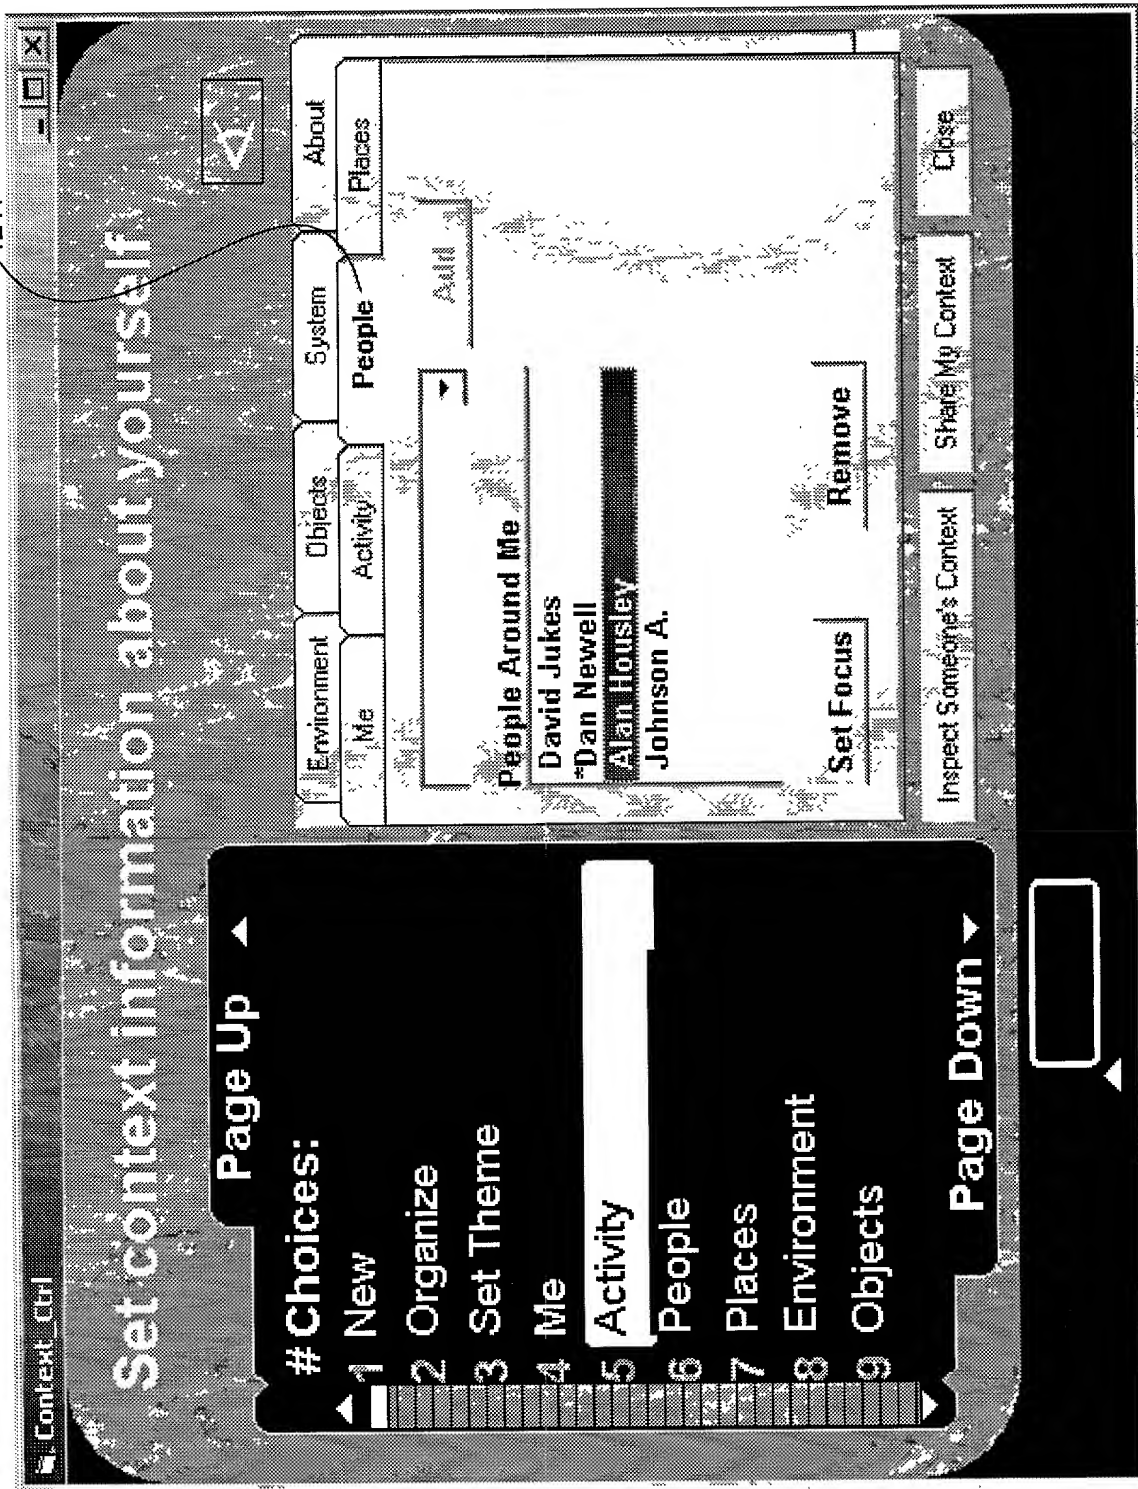 Context Ctrl
Set context information about yourself
Page Up
# Choices:
1 New
2 Organize
3 Set Theme
4 Me
5 Activity
6 People
7 Places
8 Environment
9 Objects
Page Down
Environment Objects System About
Me Activity People Places
Add
People Around Me
David Jukes
*Dan Newell
Alan Housley
Johnson A.
Set Focus Remove
Inspect Someone's Context Share My Context Close